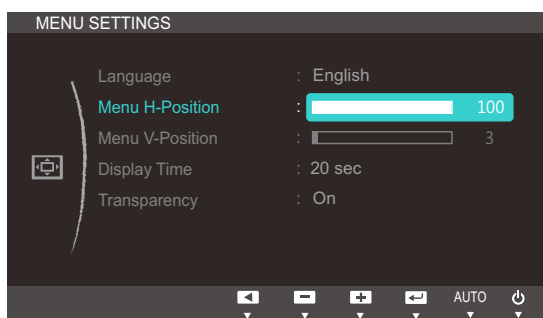 MENU SETTINGS
Language : English
Menu H-Position : 100
Menu V-Position : 3
Display Time : 20 sec
Transparency : On
AUTO